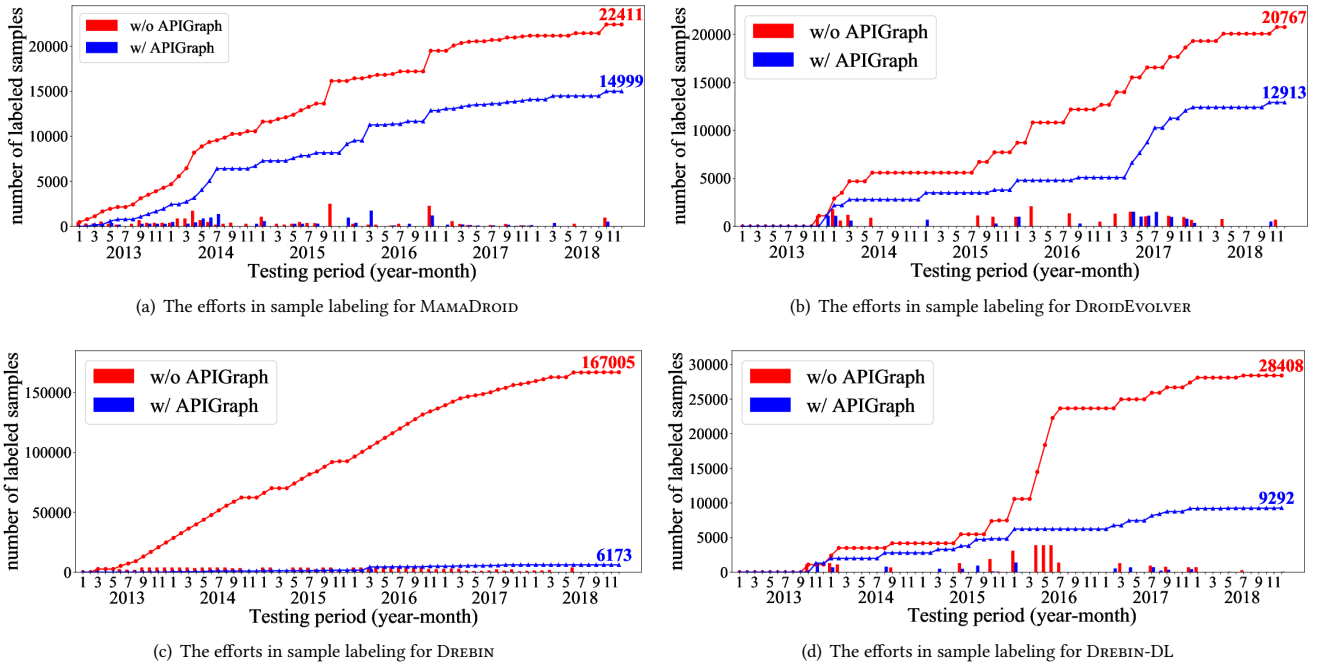 number of labeled samples
20000
15000
10000
5000
0
w/o APIGraph
w/ APIGraph
22411
14999
1 3 5 7 9 11 1 3 5 7 9 11 1 3 5 7 9 11 1 3 5 7 9 11 1 3 5 7 9 11 1 3 5 7 9 11
2013 2014 2015 2016 2017 2018
Testing period (year-month)
(a) The efforts in sample labeling for MAMADROID
number of labeled samples
20000
15000
10000
5000
0
w/o APIGraph
w/ APIGraph
20767
12913
1 3 5 7 9 11 1 3 5 7 9 11 1 3 5 7 9 11 1 3 5 7 9 11 1 3 5 7 9 11 1 3 5 7 9 11
2013 2014 2015 2016 2017 2018
Testing period (year-month)
(b) The efforts in sample labeling for DROIDEVOLVER
number of labeled samples
150000
100000
50000
0
w/o APIGraph
w/ APIGraph
167005
6173
1 3 5 7 9 11 1 3 5 7 9 11 1 3 5 7 9 11 1 3 5 7 9 11 1 3 5 7 9 11 1 3 5 7 9 11
2013 2014 2015 2016 2017 2018
Testing period (year-month)
(c) The efforts in sample labeling for DREBIN
number of labeled samples
30000
25000
20000
15000
10000
5000
0
w/o APIGraph
w/ APIGraph
28408
9292
1 3 5 7 9 11 1 3 5 7 9 11 1 3 5 7 9 11 1 3 5 7 9 11 1 3 5 7 9 11 1 3 5 7 9 11
2013 2014 2015 2016 2017 2018
Testing period (year-month)
(d) The efforts in sample labeling for DREBIN-DL